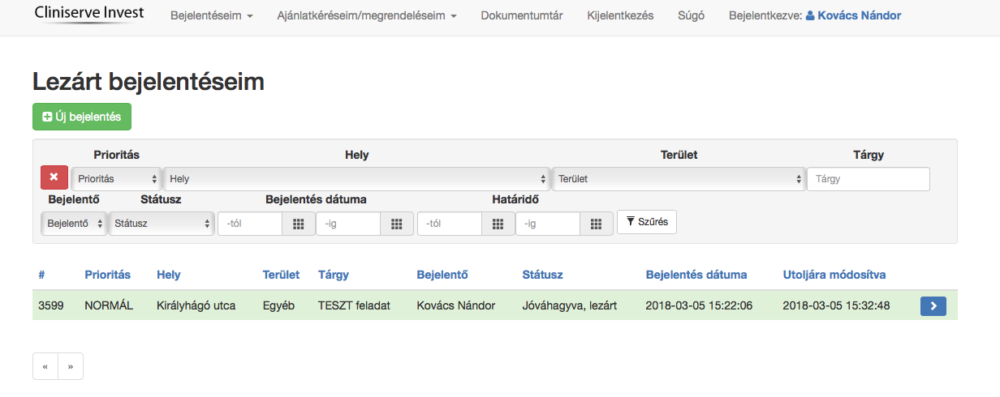 Cliniserve Invest Bejelentéseim Ajánlatkéréseim/megrendeléseim Dokumentumtár Kijelentkezés Súgó Bejelentkezve: Kovács Nándor
Lezárt bejelentéseim
Új bejelentés
Prioritás Hely Terület Tárgy
Prioritás Hely Terület Tárgy
Bejelentő Státusz Bejelentés dátuma Határidő
Bejelentő Státusz -tól -ig -tól -ig Szűrés
# Prioritás Hely Terület Tárgy Bejelentő Státusz Bejelentés dátuma Utoljára módosítva
3599 NORMÁL Királyhágó utca Egyéb TESZT feladat Kovács Nándor Jóváhagyva, lezárt 2018-03-05 15:22:06 2018-03-05 15:32:48
« »